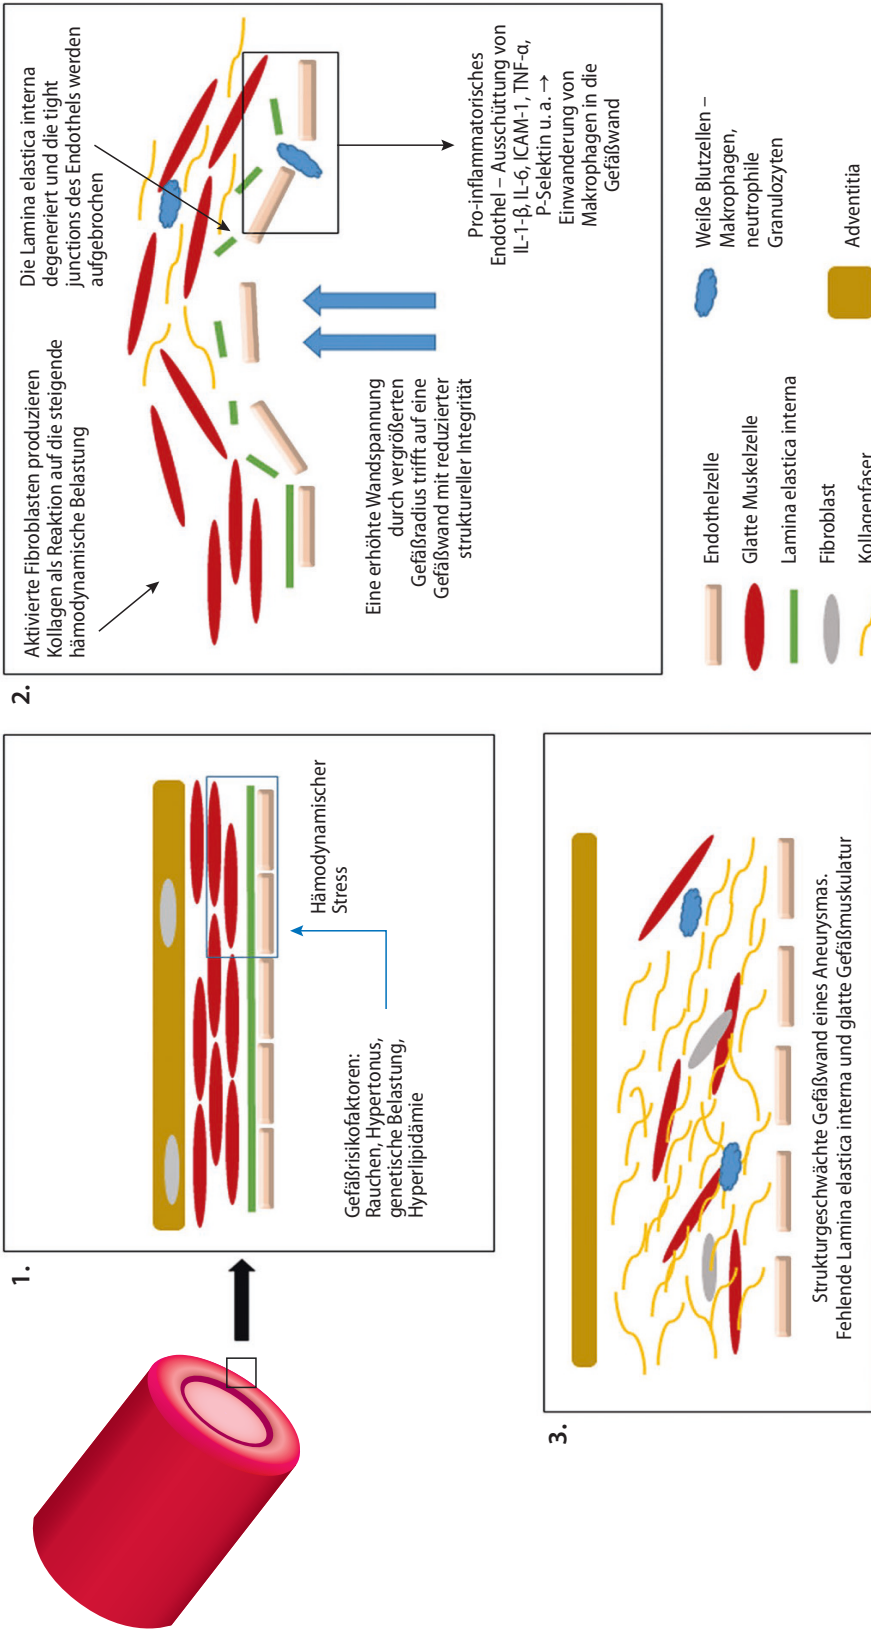 1.
Gefäßrisikofaktoren:
Rauchen, Hypertonus,
genetische Belastung,
Hyperlipidämie
Hämodynamischer
Stress
2.
Aktivierte Fibroblasten produzieren
Kollagen als Reaktion auf die steigende
hämodynamische Belastung
Die Lamina elastica interna
degeneriert und die tight
junctions des Endothels werden
aufgebrochen
Eine erhöhte Wandspannung
durch vergrößerten
Gefäßradius trifft auf eine
Gefäßwand mit reduzierter
struktureller Integrität
Pro-inflammatorisches
Endothel – Ausschüttung von
IL-1-β, IL-6, ICAM-1, TNF-α,
P-Selektin u. a. →
Einwanderung von
Makrophagen in die
Gefäßwand
3.
Strukturgeschwächte Gefäßwand eines Aneurysmas.
Fehlende Lamina elastica interna und glatte Gefäßmuskulatur
Endothelzelle
Glatte Muskelzelle
Lamina elastica interna
Fibroblast
Kollagenfaser
Weiße Blutzellen –
Makrophagen,
neutrophile
Granulozyten
Adventitia